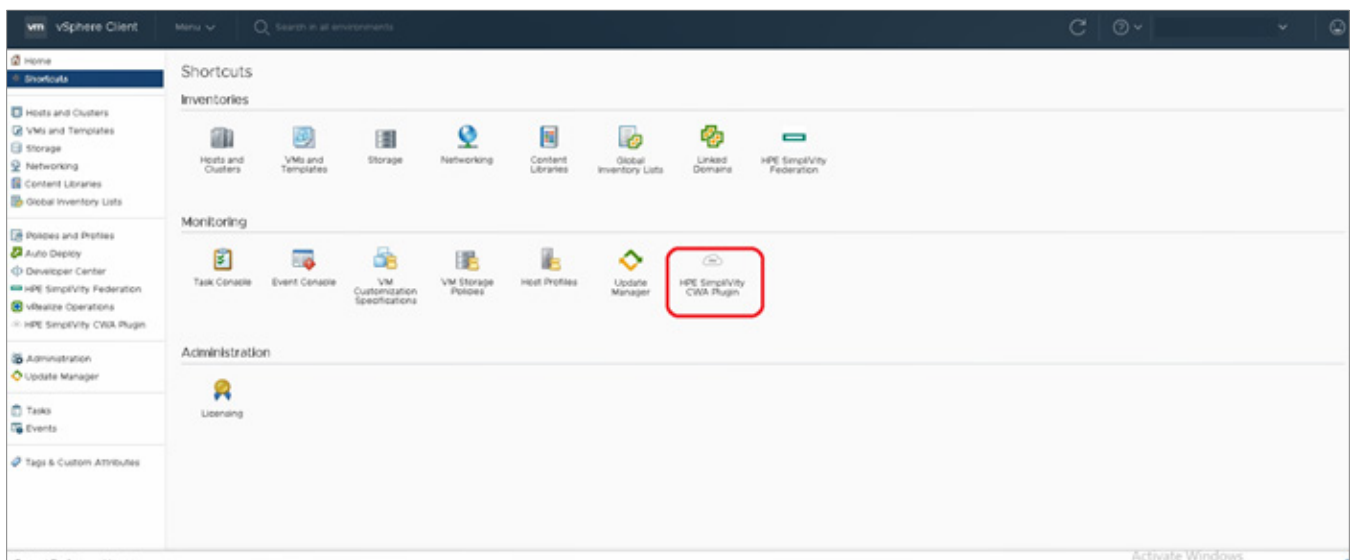 vm vSphere Client Menu Search in all environments
Home
Shortcuts
Hosts and Clusters
VMs and Templates
Storage
Networking
Content Libraries
Global Inventory Lists
Policies and Profiles
Auto Deploy
Developer Center
HPE SimpliVity Federation
vRealize Operations
HPE SimpliVity CWA Plugin
Administration
Update Manager
Tasks
Events
Tags & Custom Attributes
Shortcuts
Inventories
Hosts and
Clusters
VMs and
Templates
Storage
Networking
Content
Libraries
Global
Inventory Lists
Linked
Domains
HPE SimpliVity
Federation
Monitoring
Task Console
Event Console
VM
Customization
Specifications
VM Storage
Policies
Host Profiles
Update
Manager
HPE SimpliVity
CWA Plugin
Administration
Licensing
Activate Windows